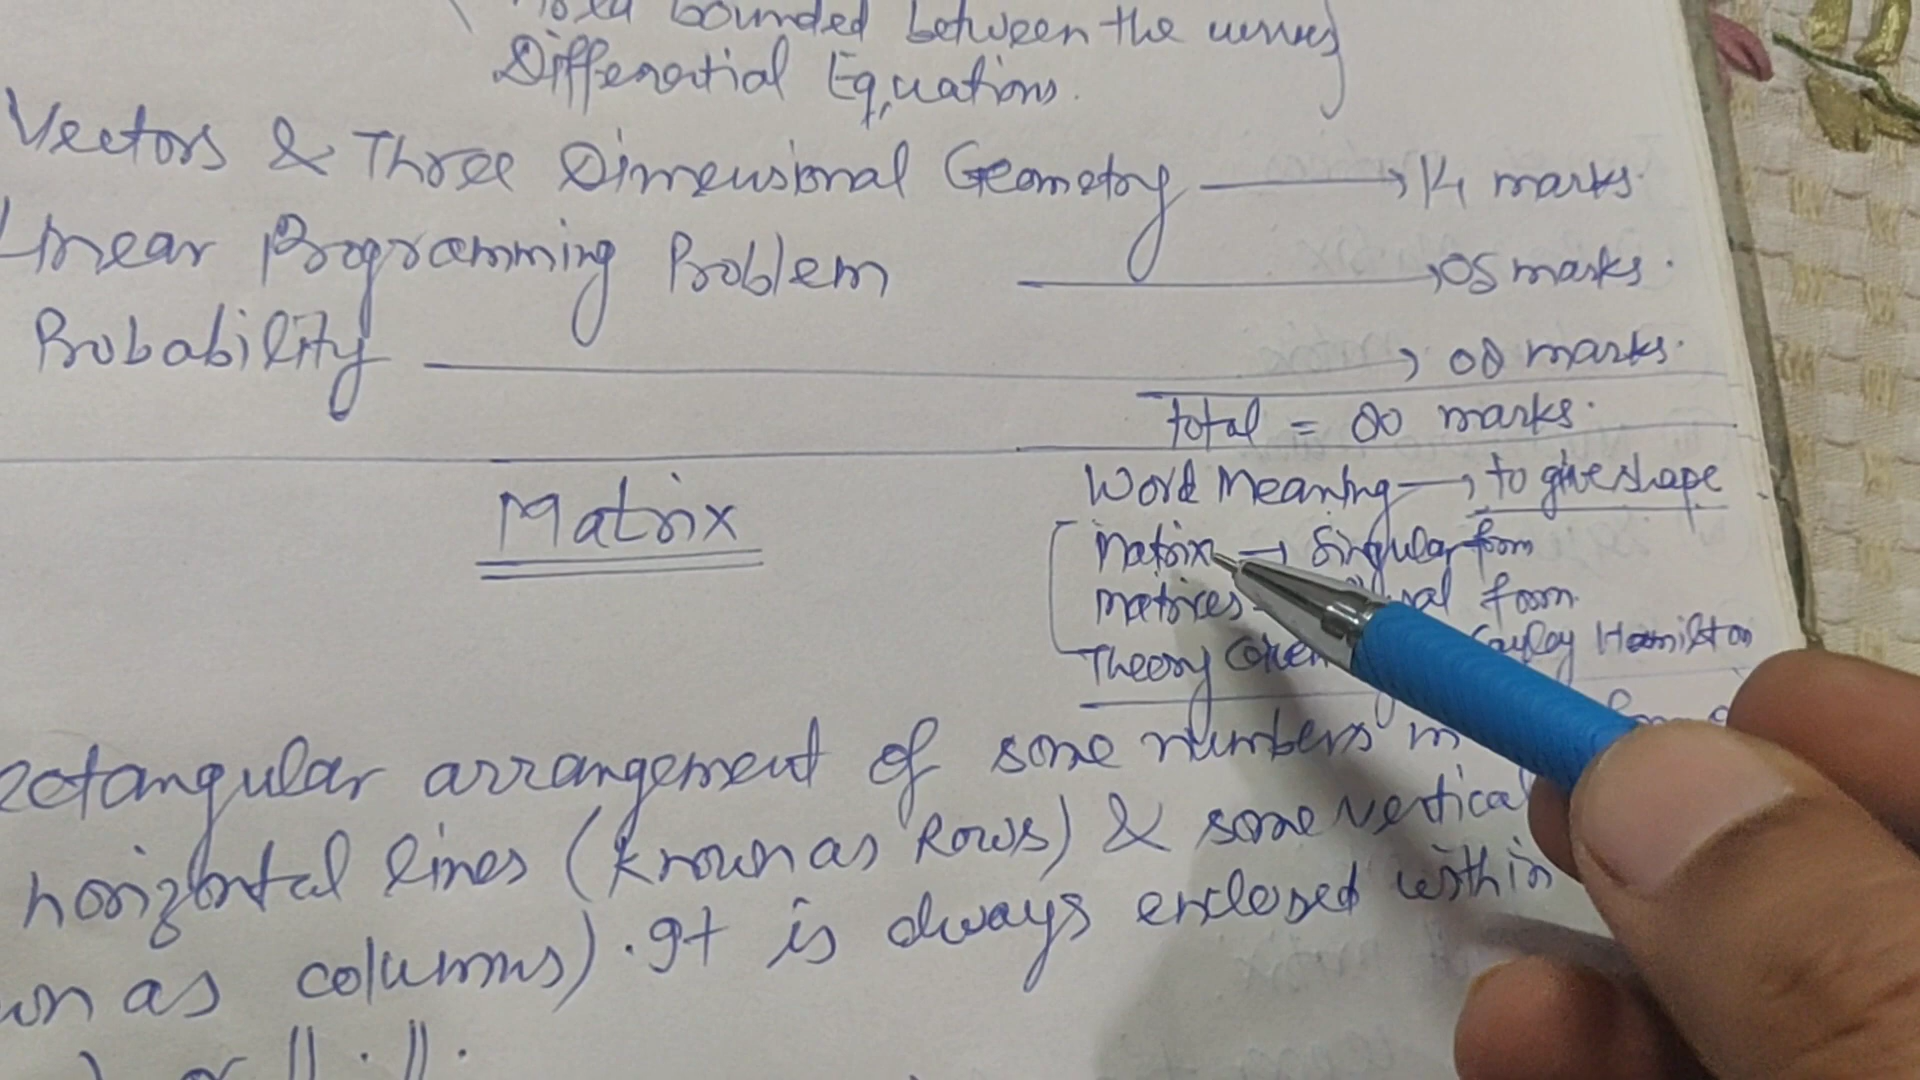 bounded between the curves
Differential Equations.
Vectors & Three Dimensional Geometry → 14 marks.
Linear Programming Problem → 05 marks.
Probability → 08 marks.
total = 80 marks.
Matrix
Word Meaning → to give shape
Matrix → Singular form
matrices form.
Theory Cayley Hamilton
rectangular arrangement of some numbers in
horizontal lines (known as Rows) & some vertical
as columns). It is always enclosed within
) or || . || .